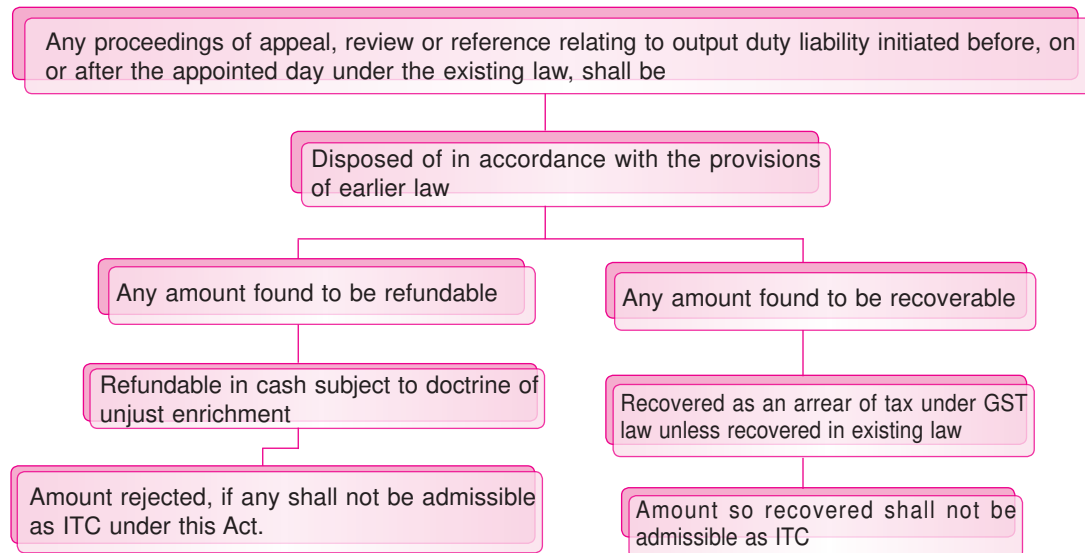 Any proceedings of appeal, review or reference relating to output duty liability initiated before, on
or after the appointed day under the existing law, shall be
Disposed of in accordance with the provisions
of earlier law
Any amount found to be refundable
Any amount found to be recoverable
Refundable in cash subject to doctrine of
unjust enrichment
Recovered as an arrear of tax under GST
law unless recovered in existing law
Amount rejected, if any shall not be admissible
as ITC under this Act.
Amount so recovered shall not be
admissible as ITC